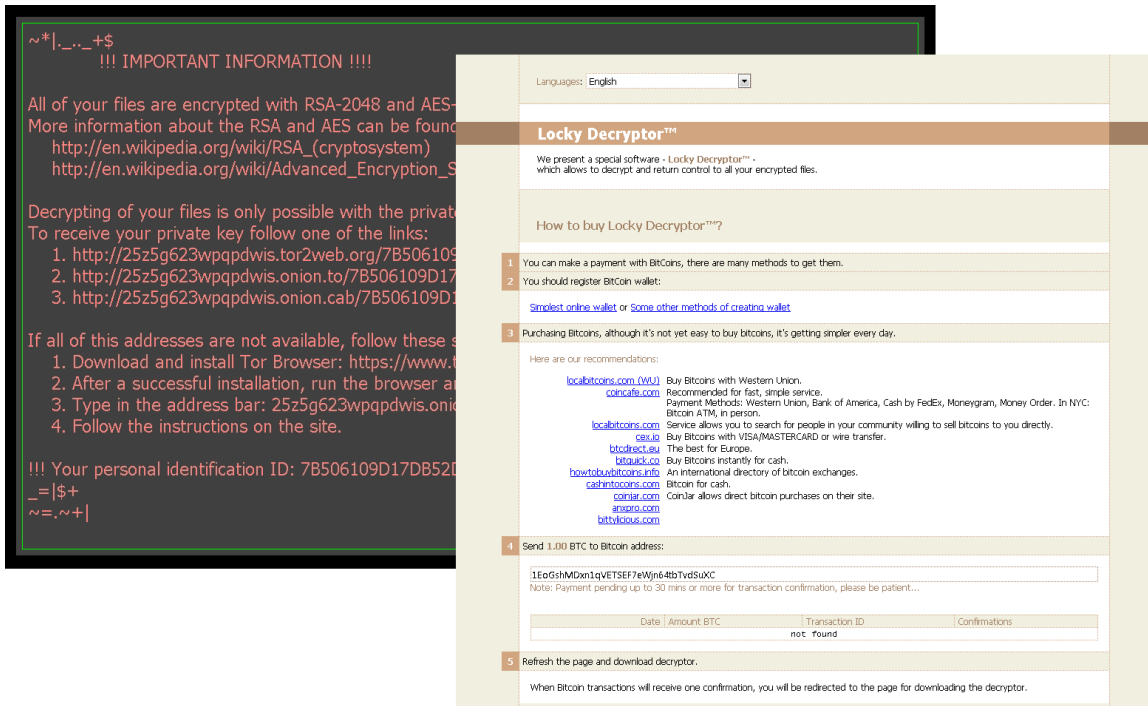 ~*|._.._+$
!!! IMPORTANT INFORMATION !!!!
All of your files are encrypted with RSA-2048 and AES-
More information about the RSA and AES can be found
http://en.wikipedia.org/wiki/RSA_(cryptosystem)
http://en.wikipedia.org/wiki/Advanced_Encryption_S
Decrypting of your files is only possible with the privat
To receive your private key follow one of the links:
1. http://25z5g623wpqpdwis.tor2web.org/7B506109
2. http://25z5g623wpqpdwis.onion.to/7B506109D17
3. http://25z5g623wpqpdwis.onion.cab/7B506109D1
If all of this addresses are not available, follow these s
1. Download and install Tor Browser: https://www.t
2. After a successful installation, run the browser a
3. Type in the address bar: 25z5g623wpqpdwis.onio
4. Follow the instructions on the site.
!!! Your personal identification ID: 7B506109D17DB52D
_=|$+
~=.~+|
Languages: English
Locky Decryptor™
We present a special software - Locky Decryptor™ -
which allows to decrypt and return control to all your encrypted files.
How to buy Locky Decryptor™?
1 You can make a payment with BitCoins, there are many methods to get them.
2 You should register BitCoin wallet:
Simplest online wallet or Some other methods of creating wallet
3 Purchasing Bitcoins, although it's not yet easy to buy bitcoins, it's getting simpler every day.
Here are our recommendations:
localbitcoins.com (WU) Buy Bitcoins with Western Union.
coincafe.com Recommended for fast, simple service.
Payment Methods: Western Union, Bank of America, Cash by FedEx, Moneygram, Money Order. In NYC:
Bitcoin ATM, in person.
localbitcoins.com Service allows you to search for people in your community willing to sell bitcoins to you directly.
cex.io Buy Bitcoins with VISA/MASTERCARD or wire transfer.
btcdirect.eu The best for Europe.
bitquick.co Buy Bitcoins instantly for cash.
howtobuybitcoins.info An international directory of bitcoin exchanges.
cashintocoins.com Bitcoin for cash.
coinjar.com CoinJar allows direct bitcoin purchases on their site.
anxpro.com
bittylicious.com
4 Send 1.00 BTC to Bitcoin address:
1EoGshMDxn1qVETSEF7eWjn64tbTvdSuXC
Note: Payment pending up to 30 mins or more for transaction confirmation, please be patient...
Date Amount BTC Transaction ID Confirmations
not found
5 Refresh the page and download decryptor.
When Bitcoin transactions will receive one confirmation, you will be redirected to the page for downloading the decryptor.